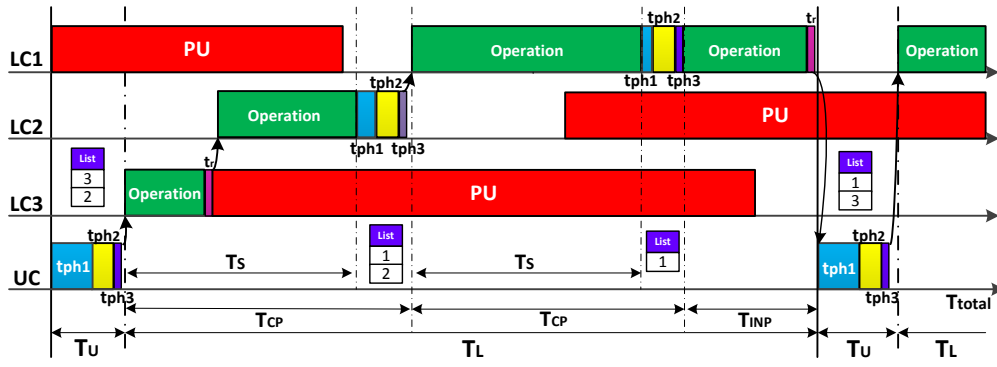 LC1
PU
Operation
tph2
Operation
tr
Operation
tph1
tph3
LC2
Operation
tph2
tph1
tph3
PU
List
3
2
LC3
Operation
tr
PU
List
1
3
UC
tph1
tph2
tph3
TS
List
1
2
TS
List
1
tph1
tph2
tph3
Ttotal
TCP
TCP
TINP
TU
TL
TU
TL